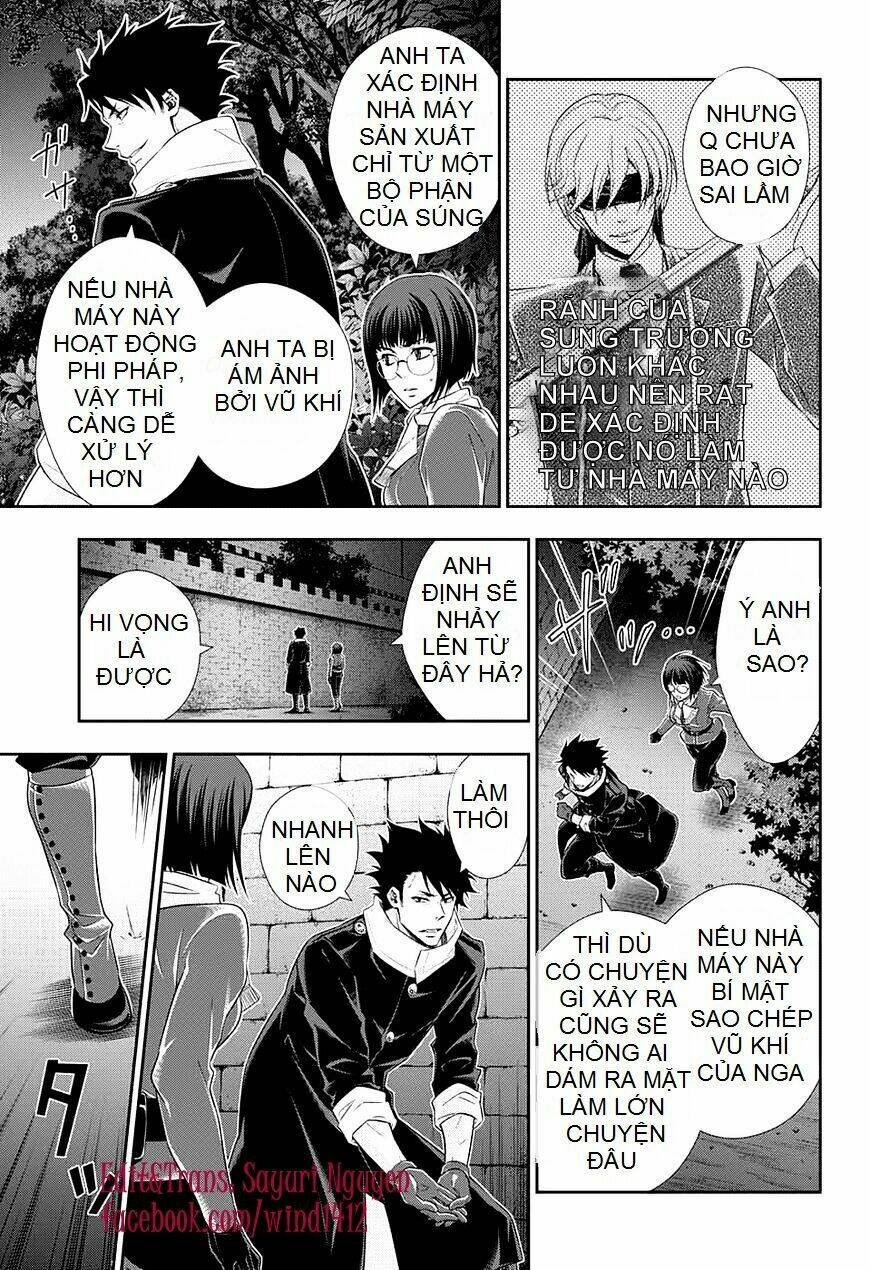 NHƯNG
Q CHƯA
BAO GIỜ
SAI LẦM
RÃNH CỦA
SUNG TRƯỜNG
LUÔN KHÁC
NHAU NÊN RẤT
DE XÁC ĐỊNH
ĐƯỢC NÓ LÀM
TỪ NHÀ MÁY NÀO
ANH TA
XÁC ĐỊNH
NHÀ MÁY
SẢN XUẤT
CHỈ TỪ MỘT
BỘ PHẬN
CỦA SÚNG
ANH TA BỊ
ÁM ẢNH
BỞI VŨ KHÍ
NẾU NHÀ
MÁY NÀY
HOẠT ĐỘNG
PHI PHÁP,
VẬY THÌ
CÀNG DỄ
XỬ LÝ
HƠN
Ý ANH
LÀ
SAO?
NẾU NHÀ
MÁY NÀY
BÍ MẬT
SAO CHÉP
VŨ KHÍ
CỦA NGA
THÌ DÙ
CÓ CHUYỆN
GÌ XẢY RA
CŨNG SẼ
KHÔNG AI
DÁM RA MẶT
LÀM LỚN
CHUYỆN
ĐÂU
ANH
ĐỊNH SẼ
NHẢY
LÊN TỪ
ĐÂY HẢ?
HI VỌNG
LÀ
ĐƯỢC
LÀM
THÔI
NHANH
LÊN
NÀO
タッ
Edit&Trans: Sayuri Nguyen
facebook.com/wind1412